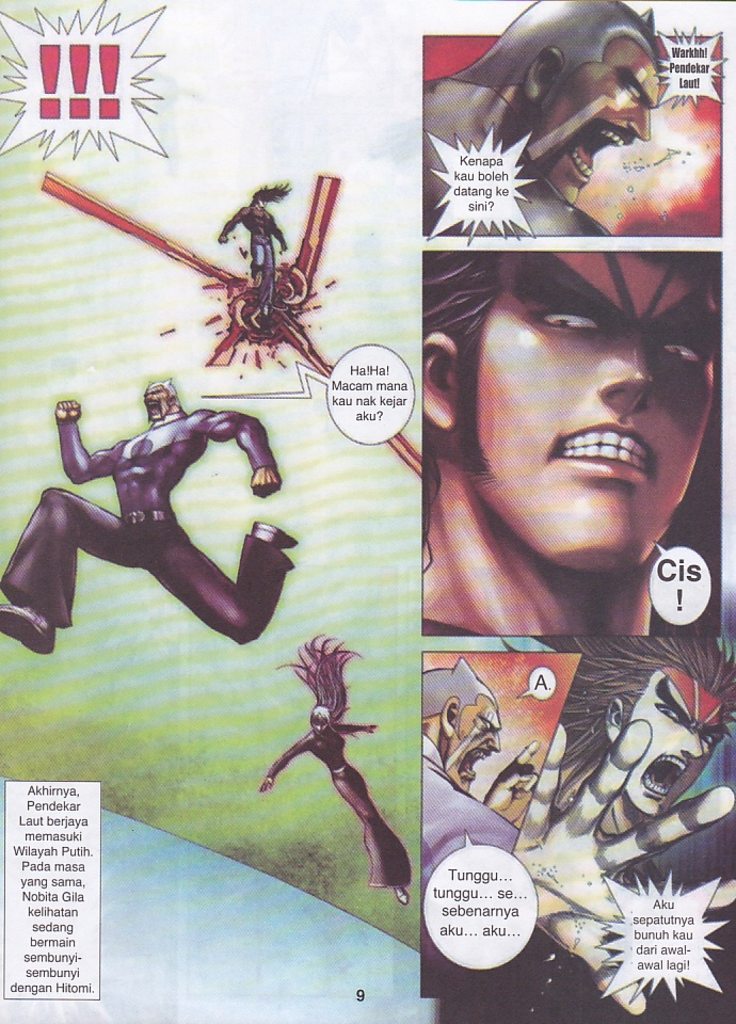 !!!
Ha!Ha!
Macam mana
kau nak kejar
aku?
Akhirnya,
Pendekar
Laut berjaya
memasuki
Wilayah Putih.
Pada masa
yang sama,
Nobita Gila
kelihatan
sedang
bermain
sembunyi-
sembunyi
dengan Hitomi.
Warkhh!
Pendekar
Laut!
Kenapa
kau boleh
datang ke
sini?
Cis
!
A.
Tunggu...
tunggu... se...
sebenarnya
aku... aku...
Aku
sepatutnya
bunuh kau
dari awal-
awal lagi!
9